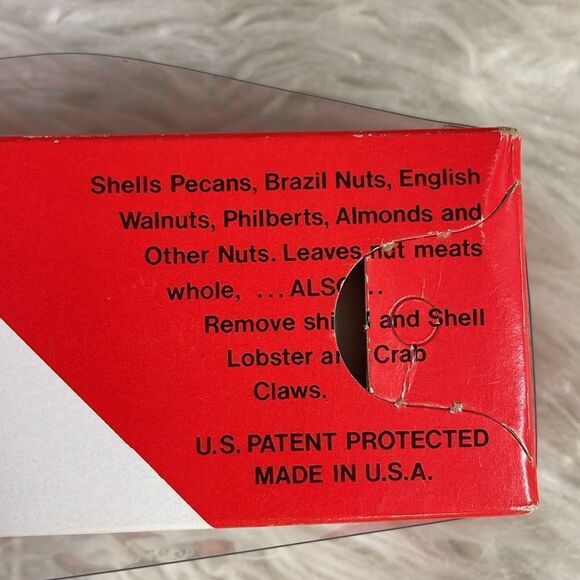 Shells Pecans, Brazil Nuts, English
Walnuts, Philberts, Almonds and
Other Nuts. Leaves nut meats
whole, ... ALSO ...
Remove and Shell
Lobster and Crab
Claws.
U.S. PATENT PROTECTED
MADE IN U.S.A.